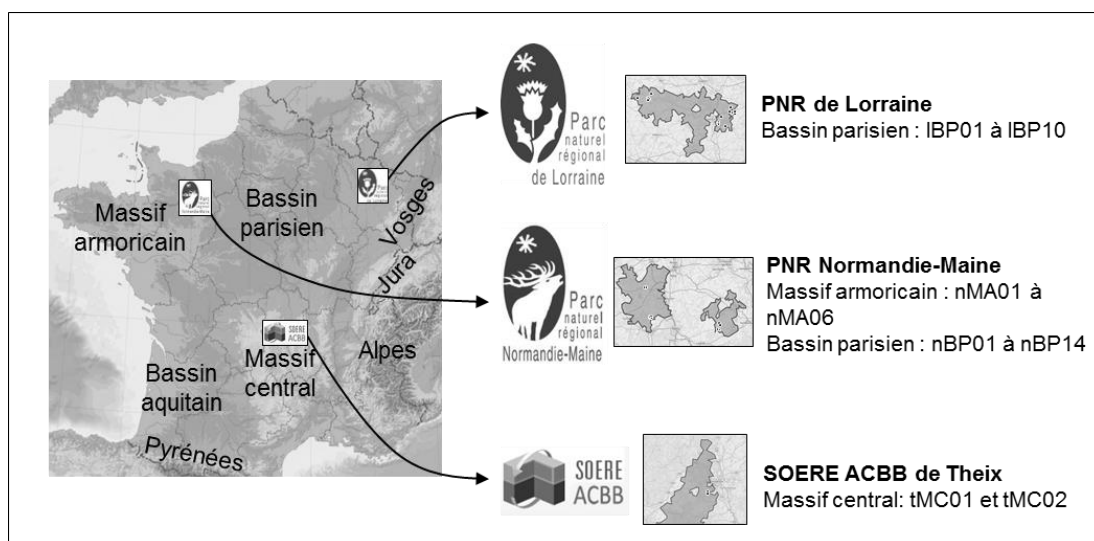 Massif
armoricain
Bassin
parisien
Vosges
Jura
Alpes
SOERE
ACBB
Massif
central
Bassin
aquitain
Pyrénées
Parc
naturel
régional
de Lorraine
PNR de Lorraine
Bassin parisien : lBP01 à lBP10
Parc
naturel
régional
Normandie-Maine
PNR Normandie-Maine
Massif armoricain : nMA01 à
nMA06
Bassin parisien : nBP01 à nBP14
SOERE
ACBB
SOERE ACBB de Theix
Massif central: tMC01 et tMC02